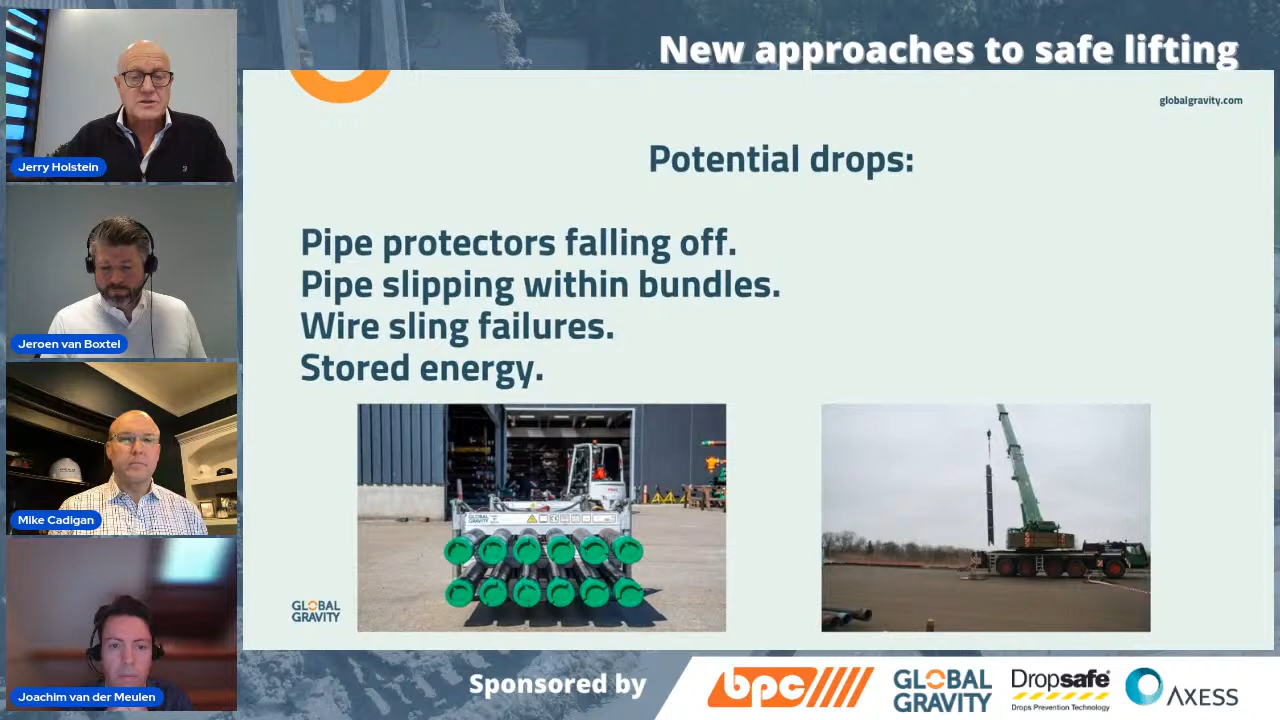 New approaches to safe lifting
globalgravity.com
Potential drops:
Pipe protectors falling off.
Pipe slipping within bundles.
Wire sling failures.
Stored energy.
GLOBAL
GRAVITY
Jerry Holstein
Jeroen van Boxtel
Mike Cadigan
Joachim van der Meulen
Sponsored by
bpc
GLOBAL
GRAVITY
Dropsafe
Drops Prevention Technology
AXESS